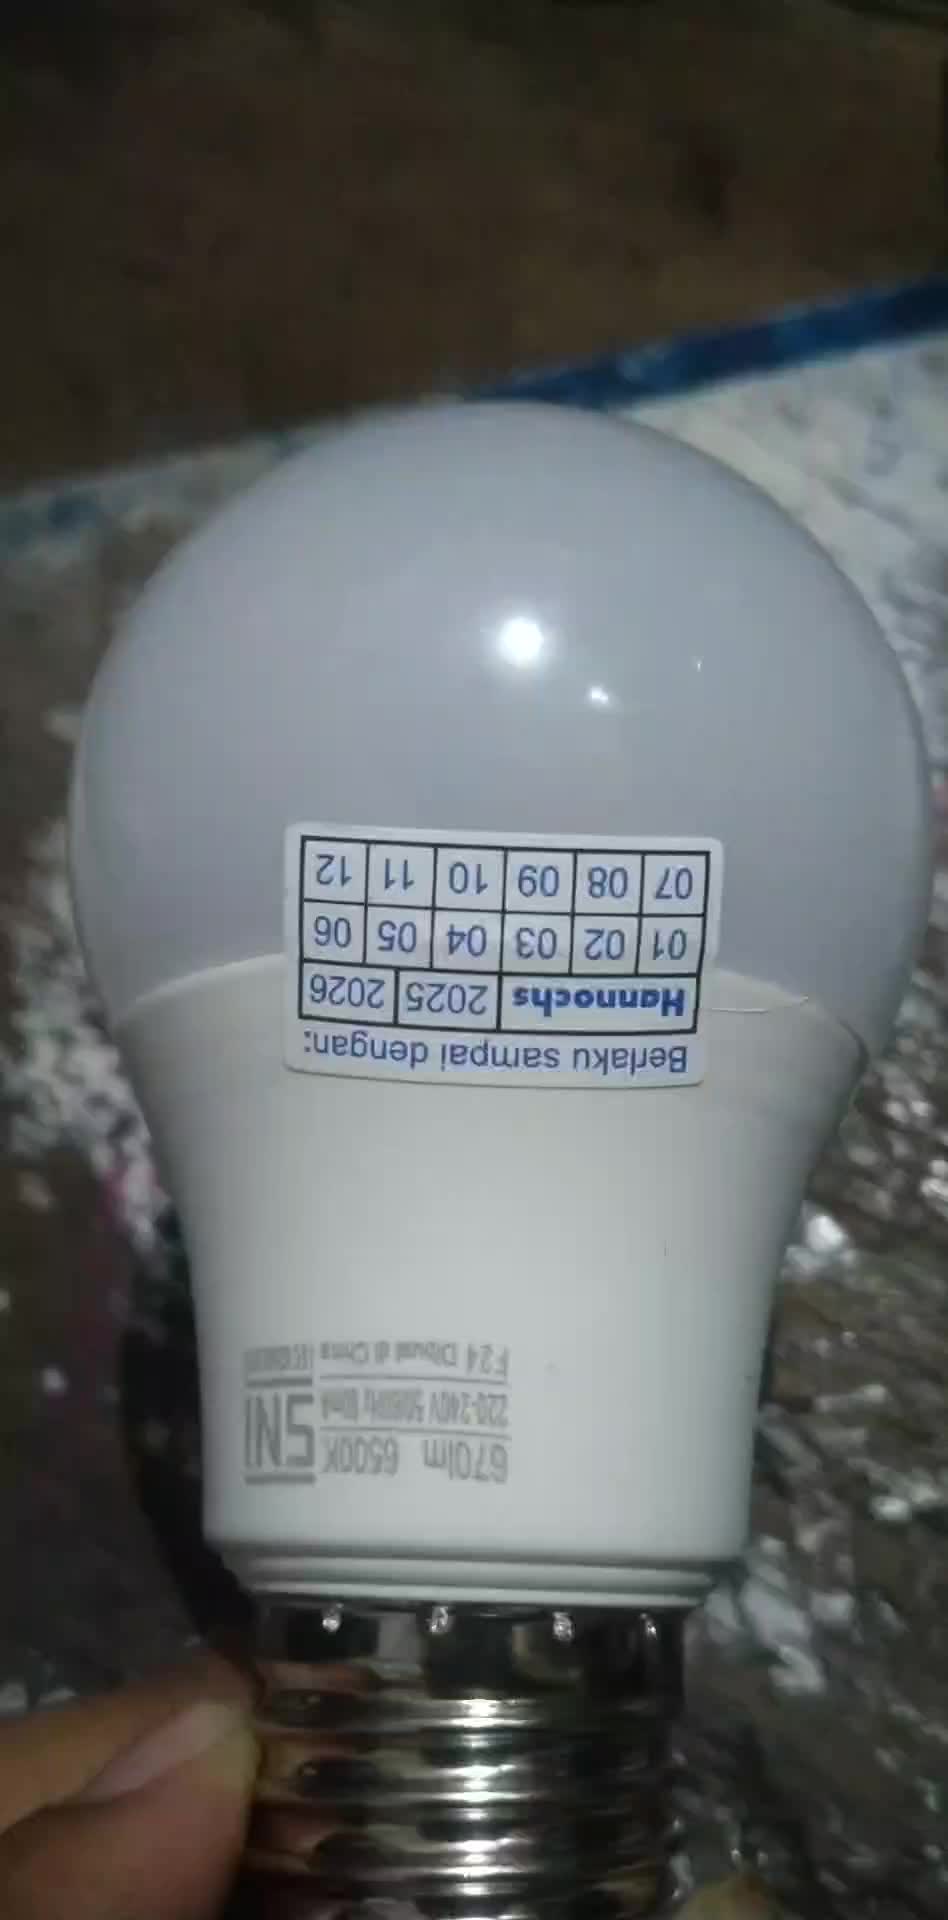 Berlaku sampai dengan:
Hannochs 2025 2026
01 02 03 04 05 06
07 08 09 10 11 12
670lm 6500K
220-240V 50/60Hz
F24 Dibuat di China
SNI